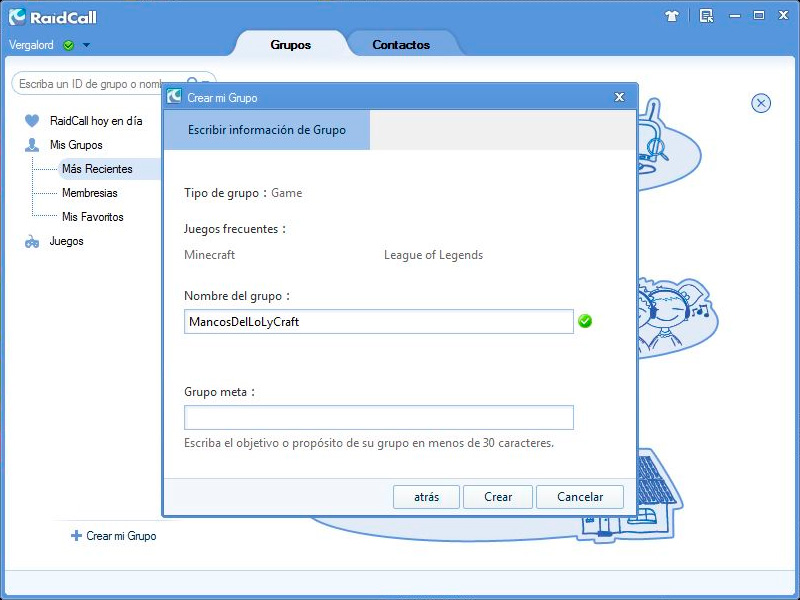 RaidCall
Vergalord
Grupos
Contactos
Escriba un ID de grupo o
RaidCall hoy en día
Mis Grupos
Más Recientes
Membresias
Mis Favoritos
Juegos
Crear mi Grupo
Crear mi Grupo
Escribir información de Grupo
Tipo de grupo : Game
Juegos frecuentes :
Minecraft League of Legends
Nombre del grupo :
MancosDelLoLyCraft
Grupo meta :
Escriba el objetivo o propósito de su grupo en menos de 30 caracteres.
atrás Crear Cancelar